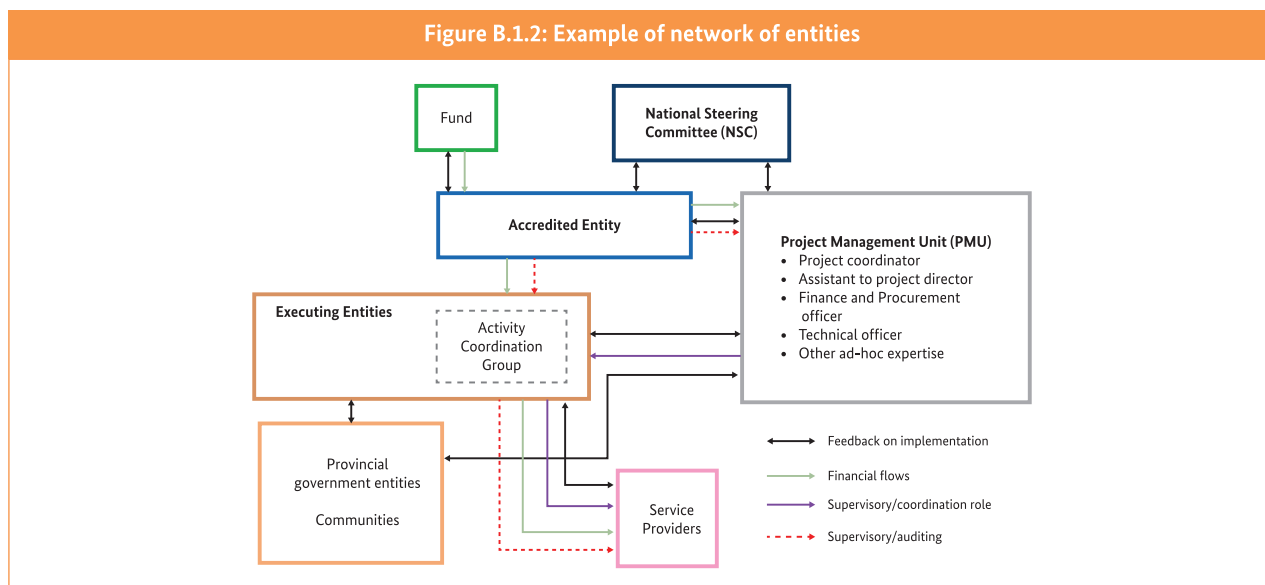 Figure B.1.2: Example of network of entities
Fund
National Steering
Committee (NSC)
Accredited Entity
Project Management Unit (PMU)
• Project coordinator
• Assistant to project director
• Finance and Procurement
officer
• Technical officer
• Other ad-hoc expertise
Executing Entities
Activity
Coordination
Group
Provincial
government entities
Communities
Service
Providers
Feedback on implementation
Financial flows
Supervisory/coordination role
Supervisory/auditing